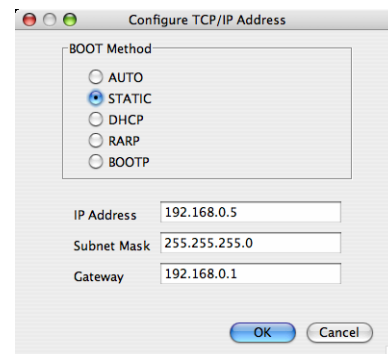 Configure TCP/IP Address
BOOT Method
AUTO
STATIC
DHCP
RARP
BOOTP
IP Address 192.168.0.5
Subnet Mask 255.255.255.0
Gateway 192.168.0.1
OK Cancel